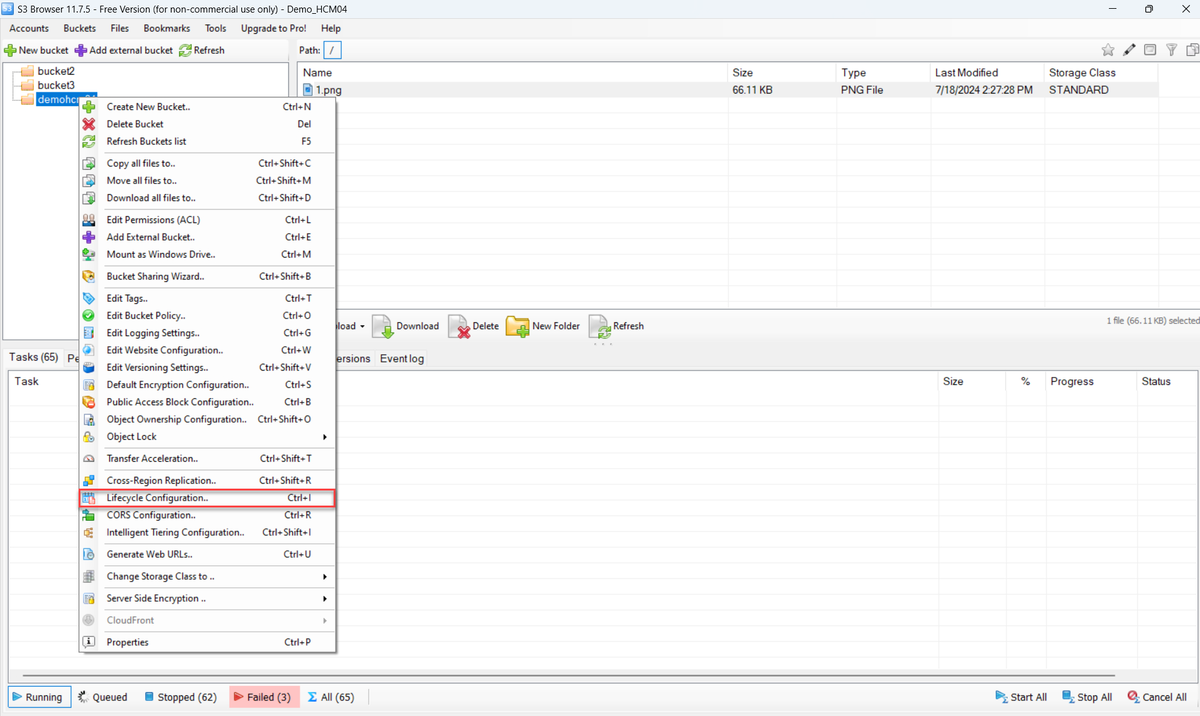 S3 Browser 11.7.5 - Free Version (for non-commercial use only) - Demo_HCM04
Accounts Buckets Files Bookmarks Tools Upgrade to Pro! Help
New bucket Add external bucket Refresh Path: /
bucket2
bucket3
Name Size Type Last Modified Storage Class
1.png 66.11 KB PNG File 7/18/2024 2:27:28 PM STANDARD
Create New Bucket.. Ctrl+N
Delete Bucket Del
Refresh Buckets list F5
Copy all files to.. Ctrl+Shift+C
Move all files to.. Ctrl+Shift+M
Download all files to.. Ctrl+Shift+D
Edit Permissions (ACL) Ctrl+L
Add External Bucket.. Ctrl+E
Mount as Windows Drive.. Ctrl+M
Bucket Sharing Wizard.. Ctrl+Shift+B
Edit Tags.. Ctrl+T
Edit Bucket Policy.. Ctrl+O
Edit Logging Settings.. Ctrl+G
Edit Website Configuration.. Ctrl+W
Edit Versioning Settings.. Ctrl+Shift+V
Default Encryption Configuration.. Ctrl+S
Public Access Block Configuration.. Ctrl+B
Object Ownership Configuration.. Ctrl+Shift+O
Object Lock
Transfer Acceleration.. Ctrl+Shift+T
Cross-Region Replication.. Ctrl+Shift+R
Lifecycle Configuration.. Ctrl+I
CORS Configuration.. Ctrl+R
Intelligent Tiering Configuration.. Ctrl+Shift+I
Generate Web URLs.. Ctrl+U
Change Storage Class to ..
Server Side Encryption ..
CloudFront
Properties Ctrl+P
load Download Delete New Folder Refresh
1 file (66.11 KB) selected
Tasks (65) Pe ersions Event log
Task Size % Progress Status
Running Queued Stopped (62) Failed (3) All (65) Start All Stop All Cancel All